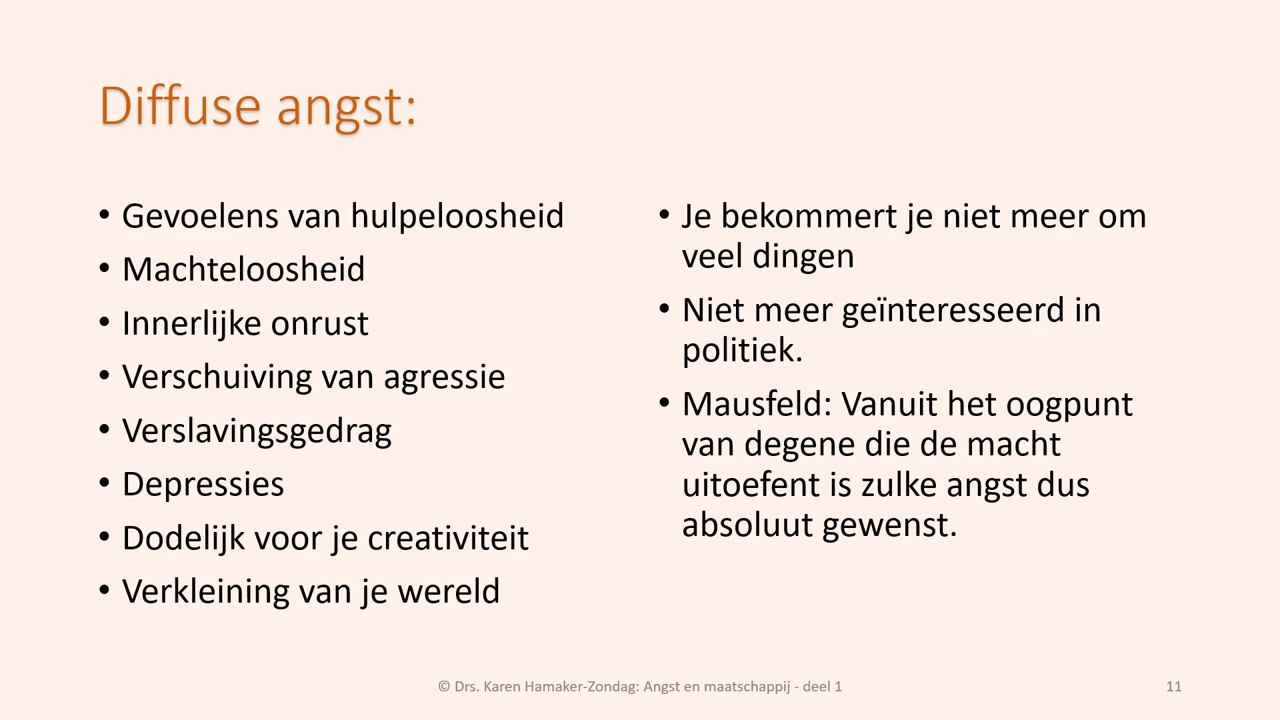 Diffuse angst:
• Gevoelens van hulpeloosheid
• Machteloosheid
• Innerlijke onrust
• Verschuiving van agressie
• Verslavingsgedrag
• Depressies
• Dodelijk voor je creativiteit
• Verkleining van je wereld
• Je bekommert je niet meer om
veel dingen
• Niet meer geïnteresseerd in
politiek.
• Mausfeld: Vanuit het oogpunt
van degene die de macht
uitoefent is zulke angst dus
absoluut gewenst.
© Drs. Karen Hamaker-Zondag: Angst en maatschappij - deel 1
11